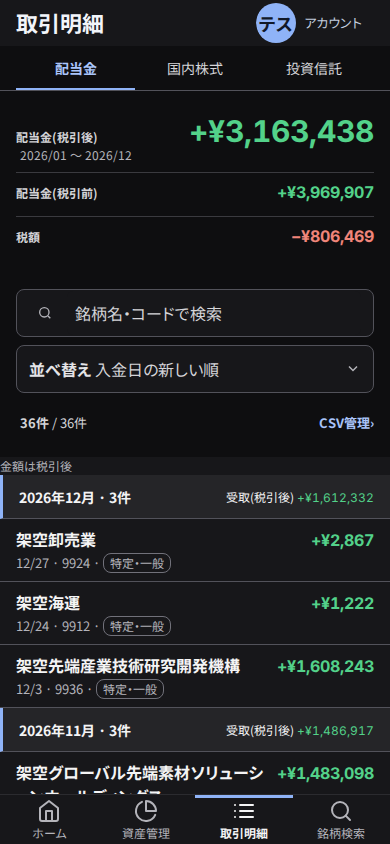 取引明細
テス アカウント
配当金 国内株式 投資信託
配当金(税引後) +¥3,163,438
2026/01 ～ 2026/12
配当金(税引前) +¥3,969,907
税額 −¥806,469
銘柄名・コードで検索
並べ替え 入金日の新しい順
36件 / 36件 CSV管理›
金額は税引後
2026年12月・3件 受取(税引後) +¥1,612,332
架空卸売業 +¥2,867
12/27・9924・特定・一般
架空海運 +¥1,222
12/24・9912・特定・一般
架空先端産業技術研究開発機構 +¥1,608,243
12/3・9936・特定・一般
2026年11月・3件 受取(税引後) +¥1,486,917
架空グローバル先端素材ソリューシ +¥1,483,098
ホーム 資産管理 取引明細 銘柄検索